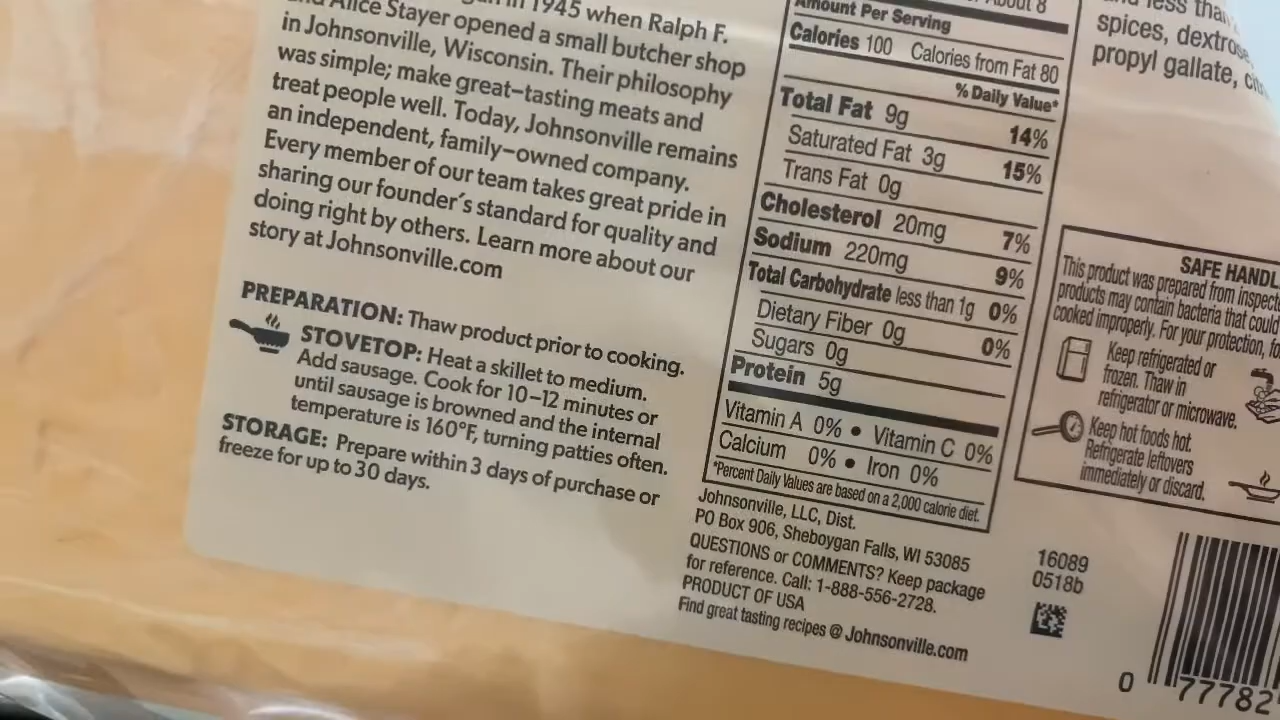 in 1945 when Ralph F.
and Alice Stayer opened a small butcher shop
in Johnsonville, Wisconsin. Their philosophy
was simple; make great-tasting meats and
treat people well. Today, Johnsonville remains
an independent, family-owned company.
Every member of our team takes great pride in
sharing our founder's standard for quality and
doing right by others. Learn more about our
story at Johnsonville.com
PREPARATION: Thaw product prior to cooking.
STOVETOP: Heat a skillet to medium.
Add sausage. Cook for 10-12 minutes or
until sausage is browned and the internal
temperature is 160°F, turning patties often.
STORAGE: Prepare within 3 days of purchase or
freeze for up to 30 days.
About 8
Amount Per Serving
Calories 100 Calories from Fat 80
% Daily Value*
Total Fat 9g 14%
Saturated Fat 3g 15%
Trans Fat 0g
Cholesterol 20mg 7%
Sodium 220mg 9%
Total Carbohydrate less than 1g 0%
Dietary Fiber 0g 0%
Sugars 0g
Protein 5g
Vitamin A 0% • Vitamin C 0%
Calcium 0% • Iron 0%
*Percent Daily Values are based on a 2,000 calorie diet.
Johnsonville, LLC, Dist.
PO Box 906, Sheboygan Falls, WI 53085
QUESTIONS or COMMENTS? Keep package
for reference. Call: 1-888-556-2728.
PRODUCT OF USA
Find great tasting recipes @ Johnsonville.com
less than
spices, dextrose
propyl gallate,
SAFE HANDL
This product was prepared from inspect
products may contain bacteria that could
cooked improperly. For your protection,
Keep refrigerated or
frozen. Thaw in
refrigerator or microwave.
Keep hot foods hot.
Refrigerate leftovers
immediately or discard.
16089
0518b
0 77782